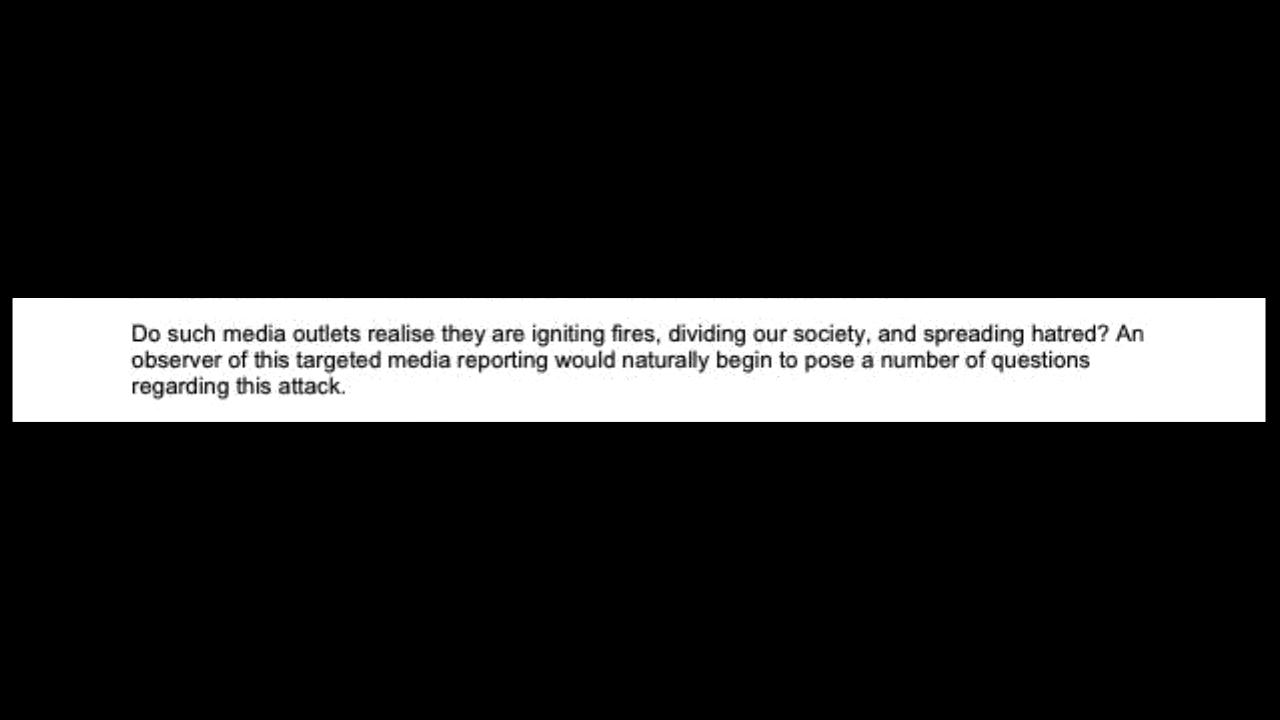 Do such media outlets realise they are igniting fires, dividing our society, and spreading hatred? An
observer of this targeted media reporting would naturally begin to pose a number of questions
regarding this attack.